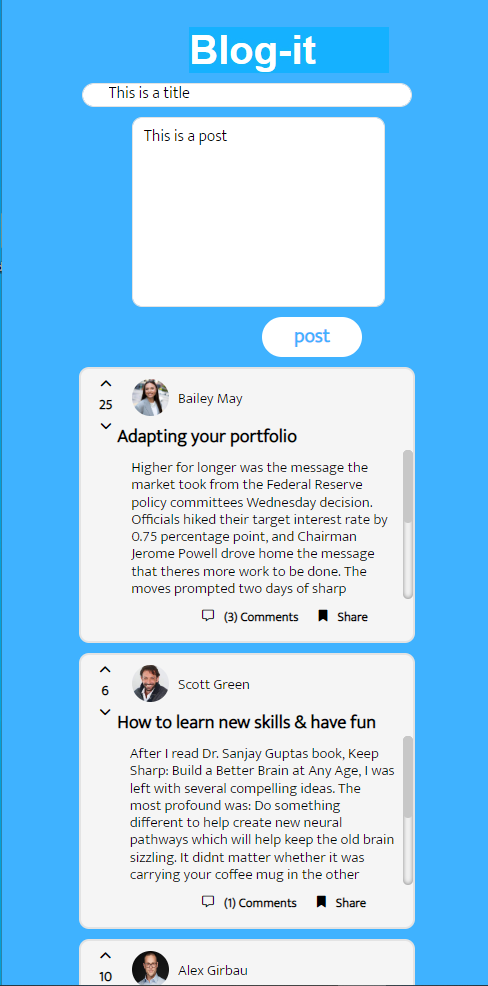 Blog-it
This is a title
This is a post
post
25
Bailey May
Adapting your portfolio
Higher for longer was the message the
market took from the Federal Reserve
policy committees Wednesday decision.
Officials hiked their target interest rate by
0.75 percentage point, and Chairman
Jerome Powell drove home the message
that theres more work to be done. The
moves prompted two days of sharp
(3) Comments Share
6
Scott Green
How to learn new skills & have fun
After I read Dr. Sanjay Guptas book, Keep
Sharp: Build a Better Brain at Any Age, I was
left with several compelling ideas. The
most profound was: Do something
different to help create new neural
pathways which will help keep the old brain
sizzling. It didnt matter whether it was
carrying your coffee mug in the other
(1) Comments Share
10
Alex Girbau